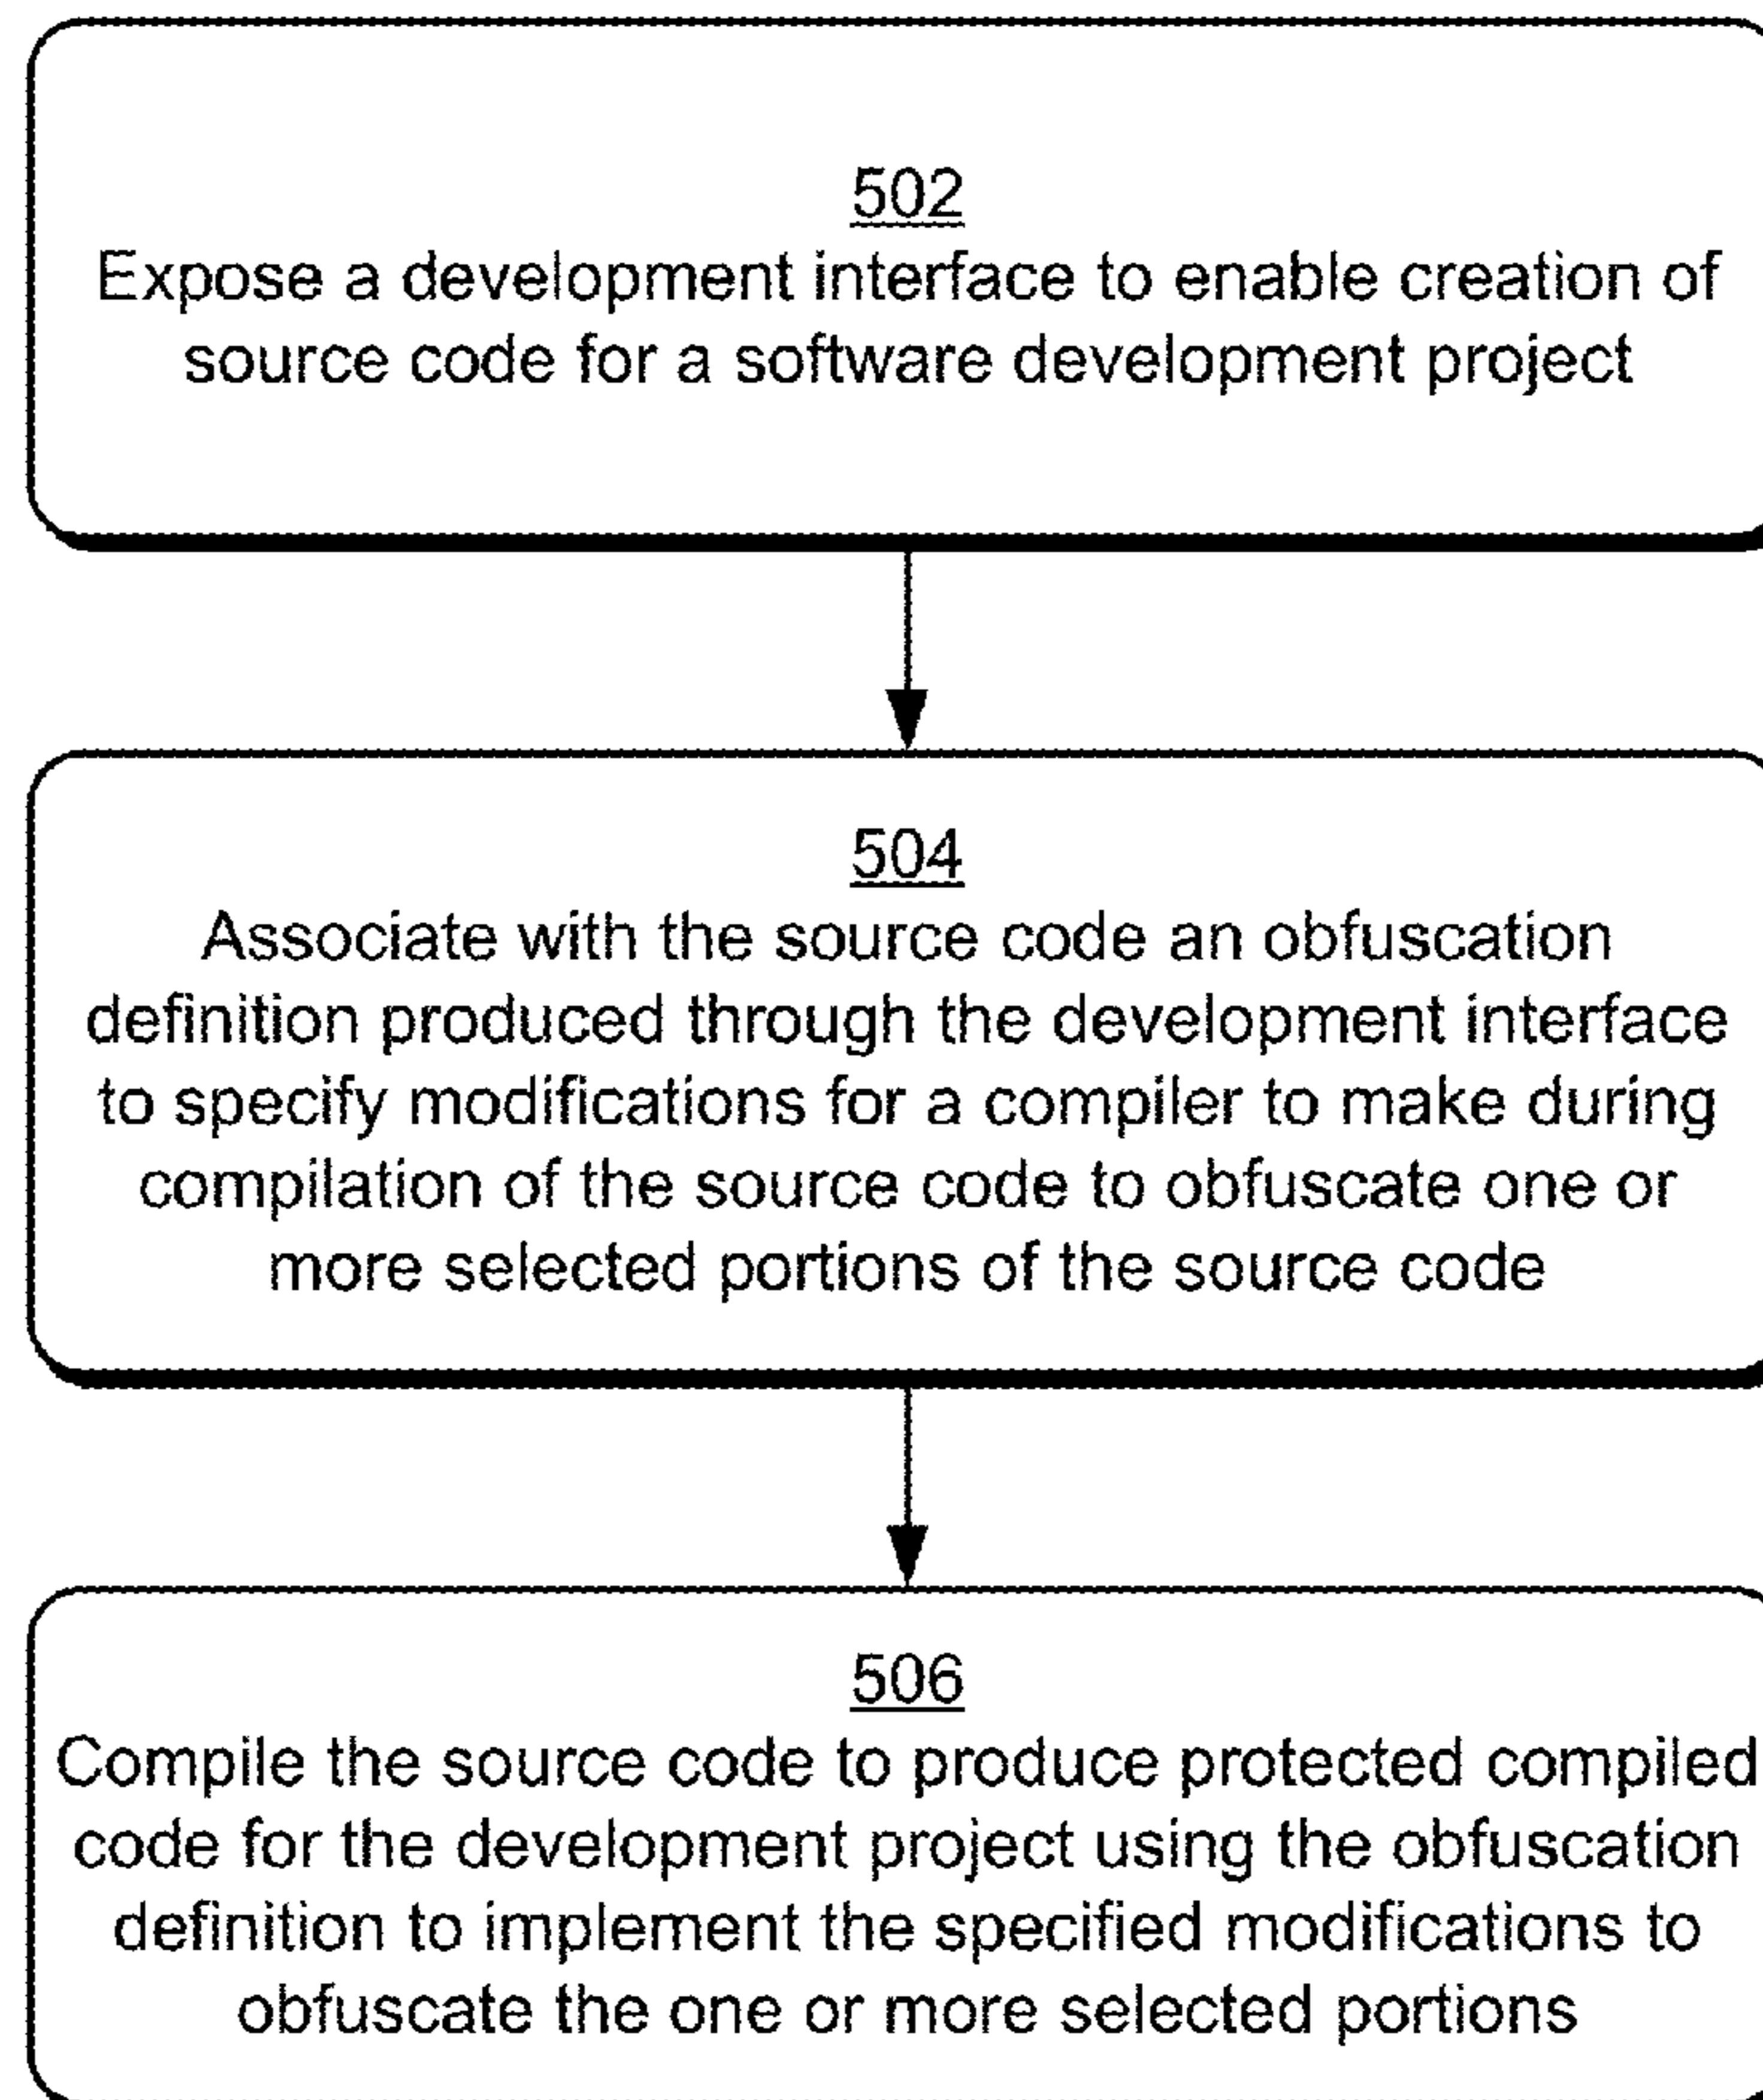 502
Expose a development interface to enable creation of
source code for a software development project
504
Associate with the source code an obfuscation
definition produced through the development interface
to specify modifications for a compiler to make during
compilation of the source code to obfuscate one or
more selected portions of the source code
506
Compile the source code to produce protected compiled
code for the development project using the obfuscation
definition to implement the specified modifications to
obfuscate the one or more selected portions